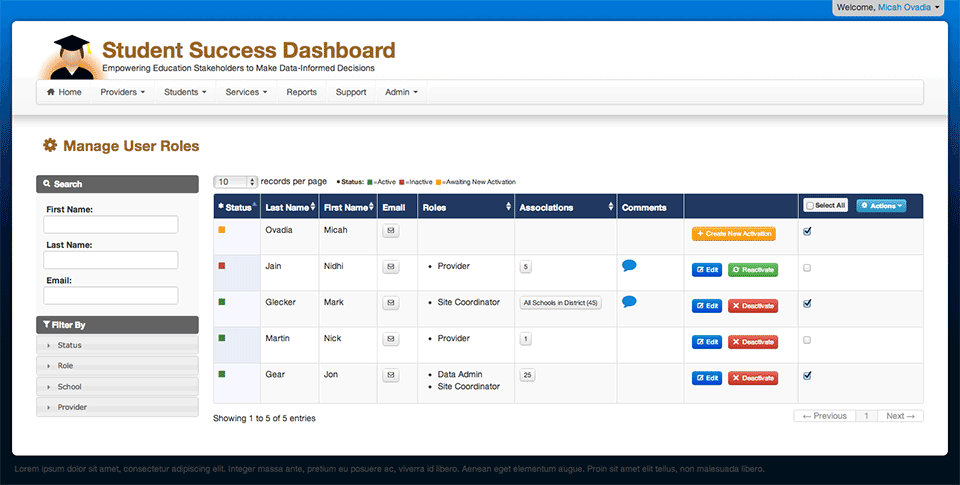 Welcome, Micah Ovadia
Student Success Dashboard
Empowering Education Stakeholders to Make Data-Informed Decisions
Home Providers Students Services Reports Support Admin
Manage User Roles
Search
First Name:
Last Name:
Email:
Filter By
Status
Role
School
Provider
10 records per page * Status: =Active =Inactive =Awaiting New Activation
* Status Last Name First Name Email Roles Associations Comments Select All Actions
Ovadia Micah + Create New Activation
Jain Nidhi • Provider 5 Edit Reactivate
Glecker Mark • Site Coordinator All Schools in District (45) Edit Deactivate
Martin Nick • Provider 1 Edit Deactivate
Gear Jon • Data Admin 25 Edit Deactivate
• Site Coordinator
Showing 1 to 5 of 5 entries
← Previous 1 Next →
Lorem ipsum dolor sit amet, consectetur adipiscing elit. Integer massa ante, pretium eu posuere ac, viverra id libero. Aenean eget elementum augue. Proin sit amet elit tellus, non malesuada libero.